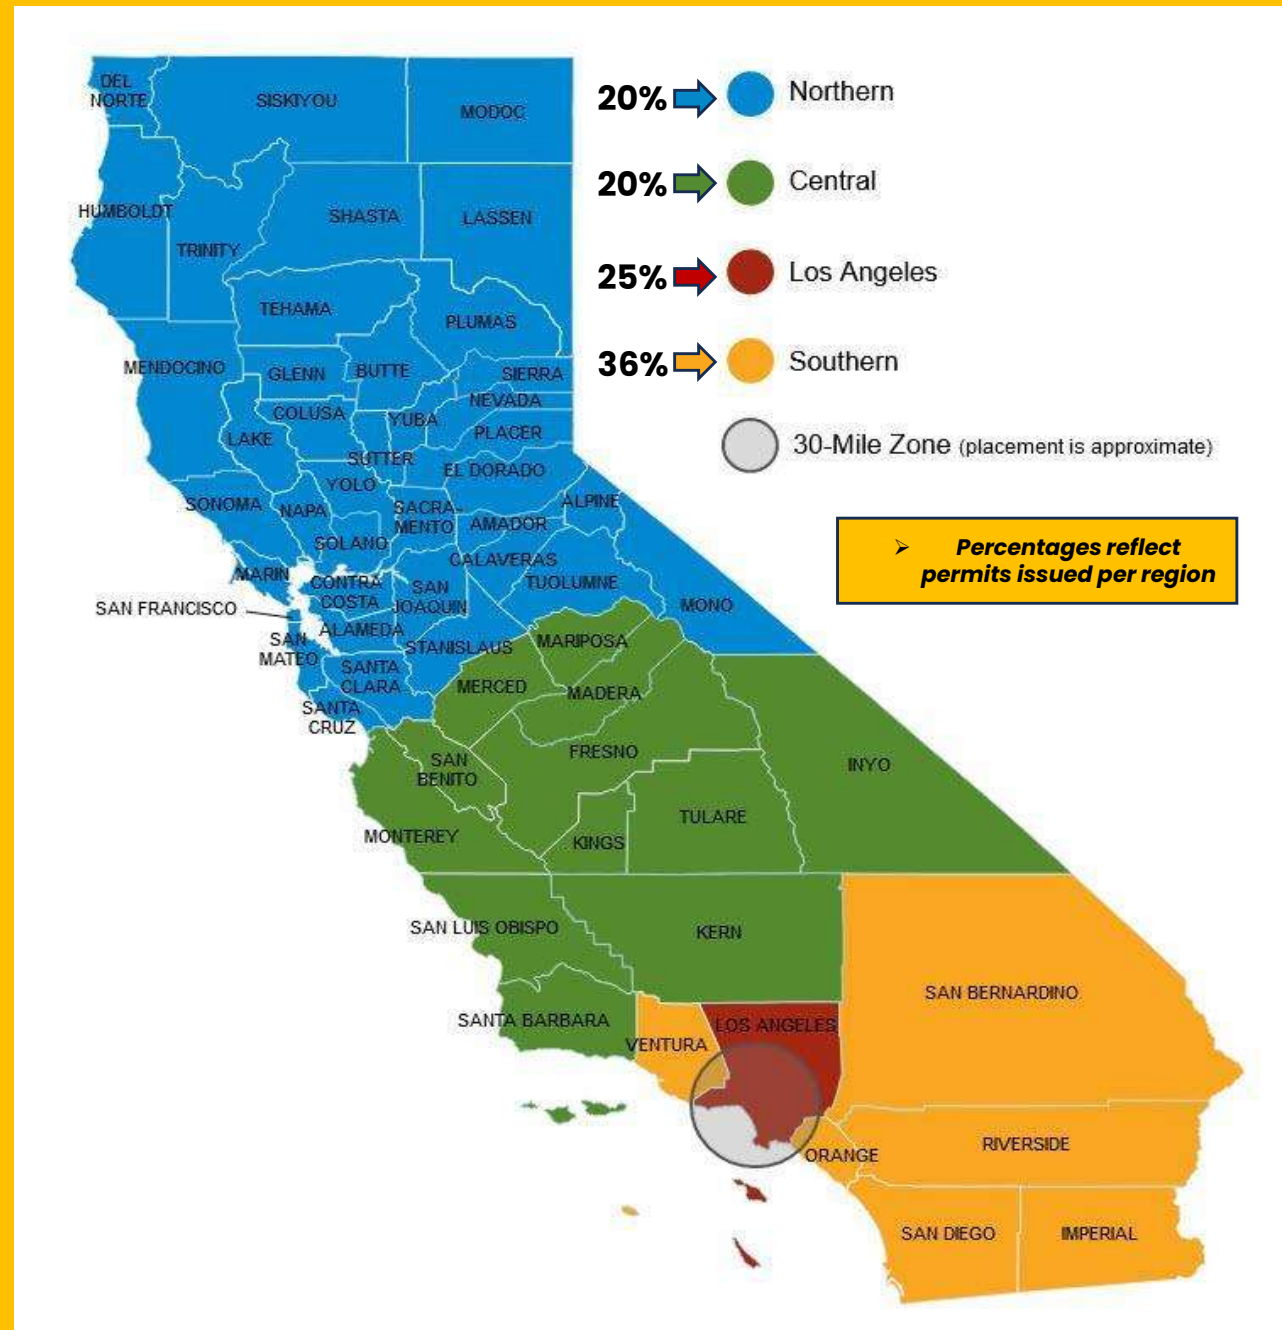 20%
Northern
20%
Central
25%
Los Angeles
36%
Southern
30-Mile Zone (placement is approximate)
➢ Percentages reflect
permits issued per region
DEL
NORTE
SISKIYOU
MODOC
HUMBOLDT
TRINITY
SHASTA
LASSEN
TEHAMA
PLUMAS
MENDOCINO
GLENN
BUTTE
SIERRA
NEVADA
COLUSA
YUBA
PLACER
LAKE
SUTTER
EL DORADO
YOLO
SONOMA
NAPA
SACRA-
MENTO
ALPINE
AMADOR
SOLANO
CALAVERAS
MARIN
CONTRA
COSTA
SAN
JOAQUIN
TUOLUMNE
SAN FRANCISCO
MONO
ALAMEDA
SAN
MATEO
STANISLAUS
MARIPOSA
SANTA
CLARA
MERCED
MADERA
SANTA
CRUZ
SAN
BENITO
FRESNO
INYO
MONTEREY
KINGS
TULARE
SAN LUIS OBISPO
KERN
SAN BERNARDINO
SANTA BARBARA
LOS ANGELES
VENTURA
ORANGE
RIVERSIDE
SAN DIEGO
IMPERIAL